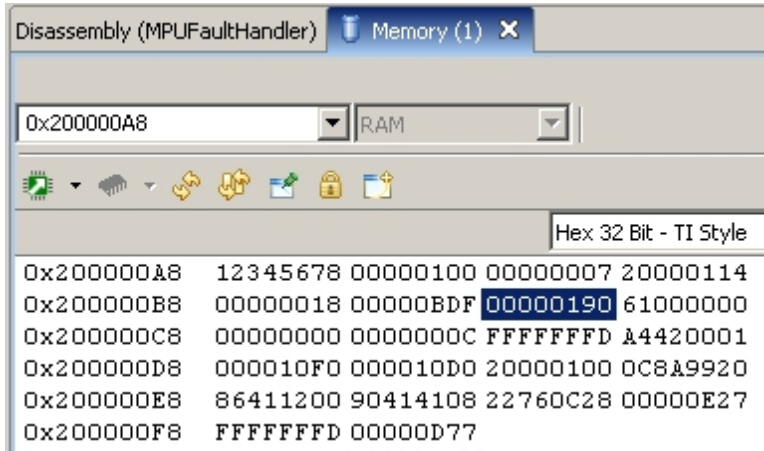 Disassembly (MPUFaultHandler) Memory (1)
0x200000A8 RAM
Hex 32 Bit - TI Style
0x200000A8 12345678 00000100 00000007 20000114
0x200000B8 00000018 00000BDF 00000190 61000000
0x200000C8 00000000 0000000C FFFFFFFD A4420001
0x200000D8 000010F0 000010D0 20000100 0C8A9920
0x200000E8 86411200 90414108 22760C28 00000E27
0x200000F8 FFFFFFFD 00000D77